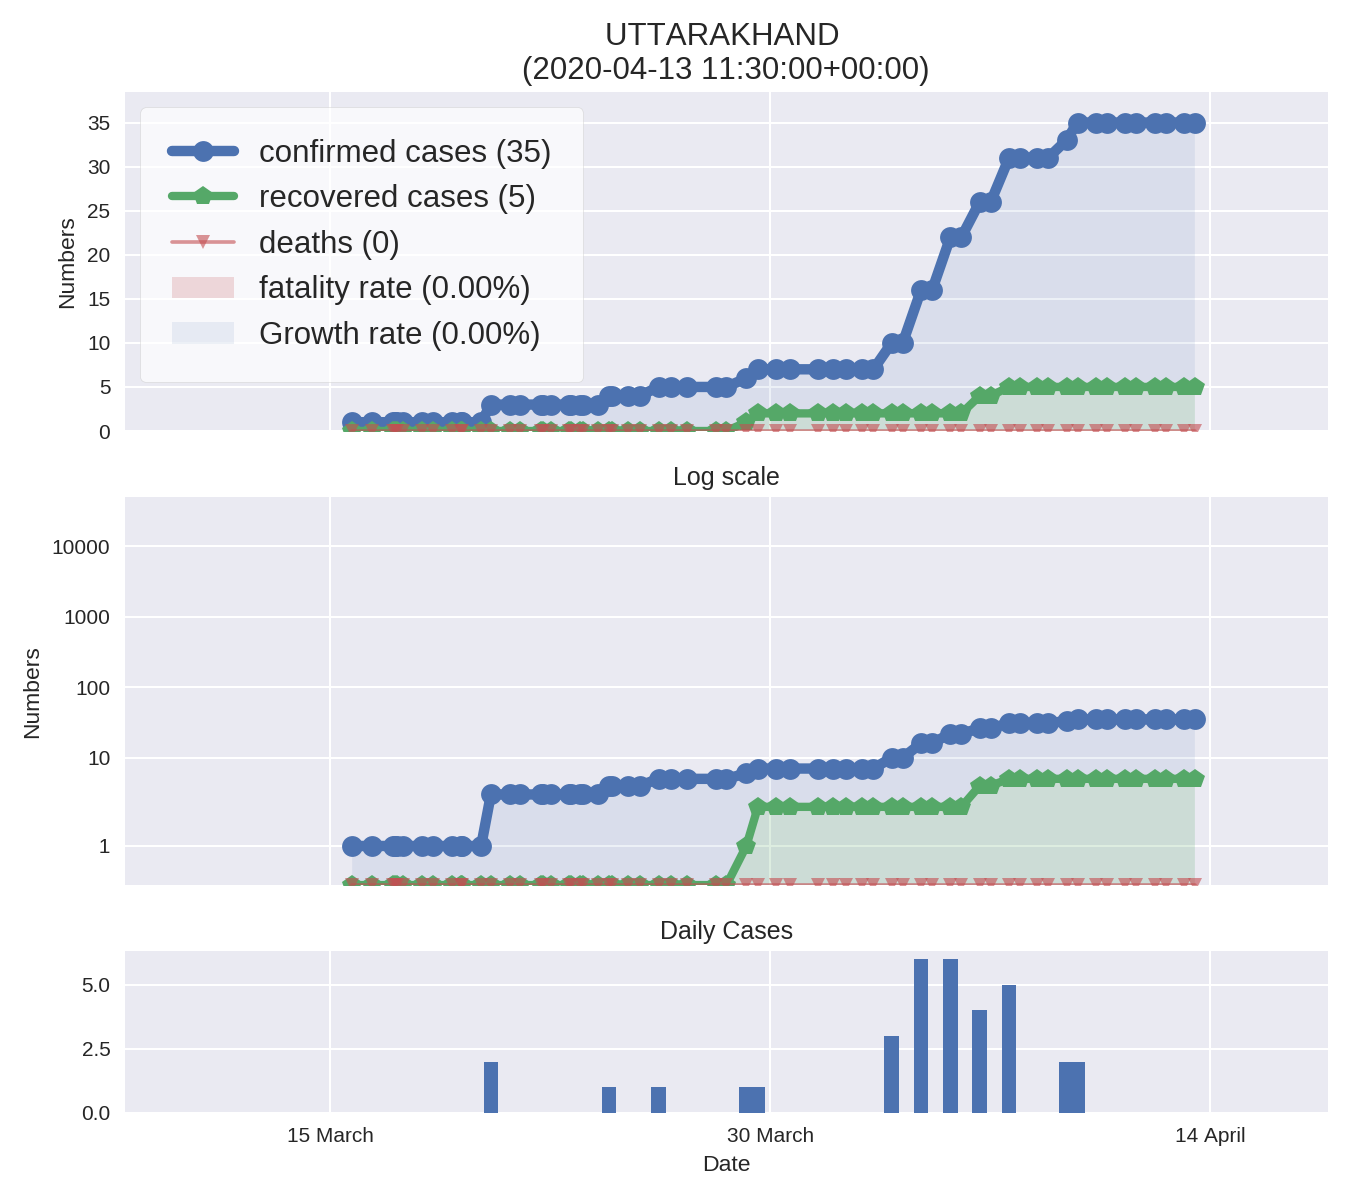 UTTARAKHAND
(2020-04-13 11:30:00+00:00)
Numbers
35
30
25
20
15
10
5
0
confirmed cases (35)
recovered cases (5)
deaths (0)
fatality rate (0.00%)
Growth rate (0.00%)
Log scale
Numbers
10000
1000
100
10
1
Daily Cases
5.0
2.5
0.0
15 March
30 March
14 April
Date